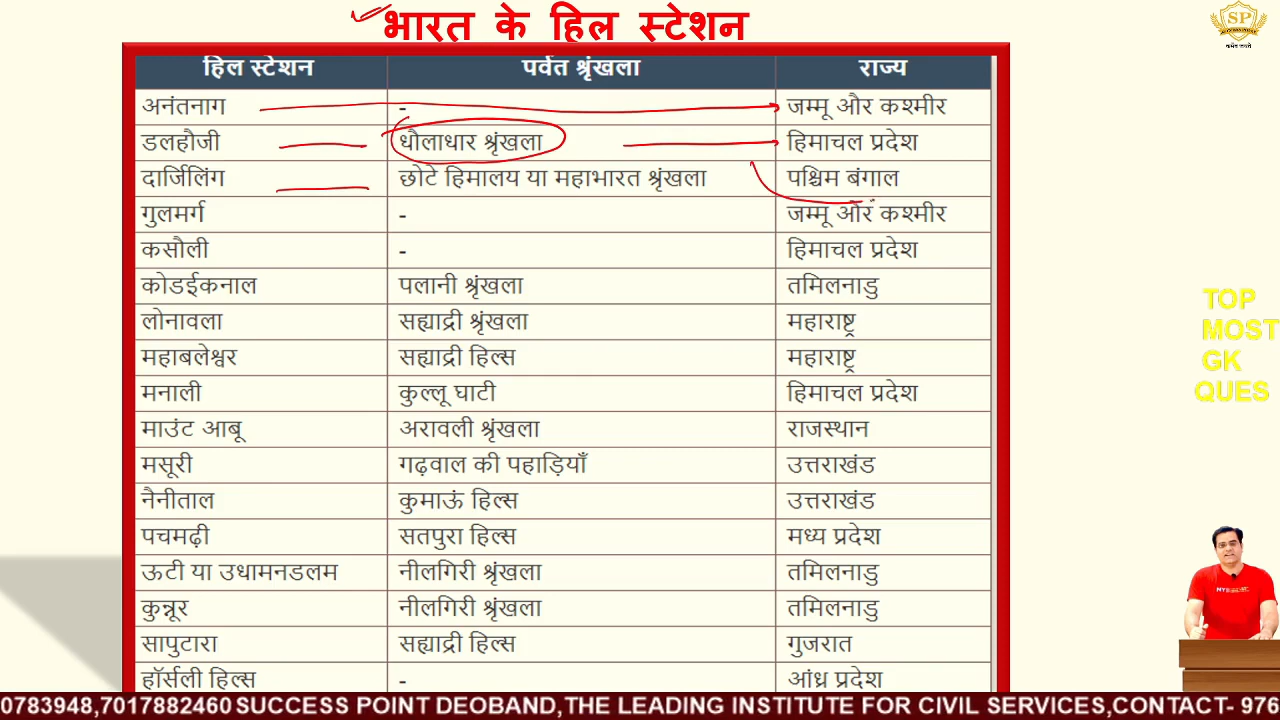 भारत के हिल स्टेशन
SP
हिल स्टेशन पर्वत श्रृंखला राज्य
अनंतनाग - जम्मू और कश्मीर
डलहौजी धौलाधार श्रृंखला हिमाचल प्रदेश
दार्जिलिंग छोटे हिमालय या महाभारत श्रृंखला पश्चिम बंगाल
गुलमर्ग - जम्मू और कश्मीर
कसौली - हिमाचल प्रदेश
कोडईकनाल पलानी श्रृंखला तमिलनाडु
लोनावला सह्याद्री श्रृंखला महाराष्ट्र
महाबलेश्वर सह्याद्री हिल्स महाराष्ट्र
मनाली कुल्लू घाटी हिमाचल प्रदेश
माउंट आबू अरावली श्रृंखला राजस्थान
मसूरी गढ़वाल की पहाड़ियाँ उत्तराखंड
नैनीताल कुमाऊं हिल्स उत्तराखंड
पचमढ़ी सतपुरा हिल्स मध्य प्रदेश
ऊटी या उधामनडलम नीलगिरी श्रृंखला तमिलनाडु
कुन्नूर नीलगिरी श्रृंखला तमिलनाडु
सापुटारा सह्याद्री हिल्स गुजरात
हॉर्सली हिल्स - आंध्र प्रदेश
TOP
MOST
GK
QUES
0783948,7017882460 SUCCESS POINT DEOBAND,THE LEADING INSTITUTE FOR CIVIL SERVICES,CONTACT- 976